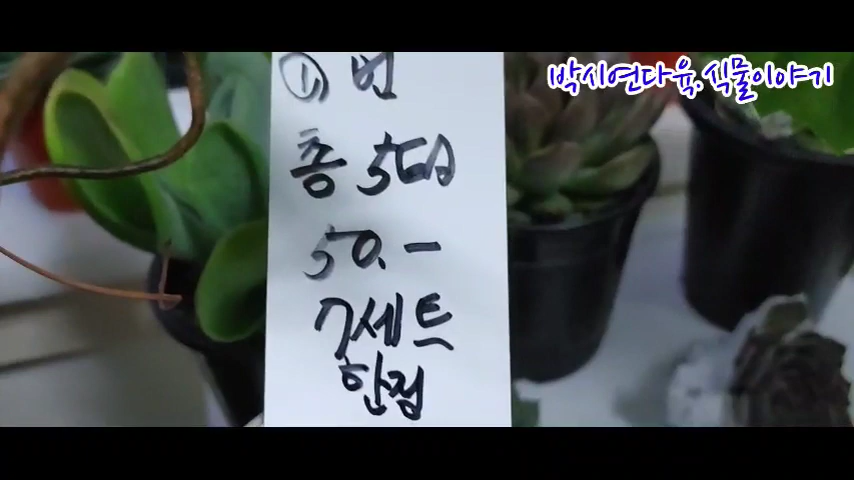 박시연다육.식물이야기
①번
총 5대
50.-
7세트
한정